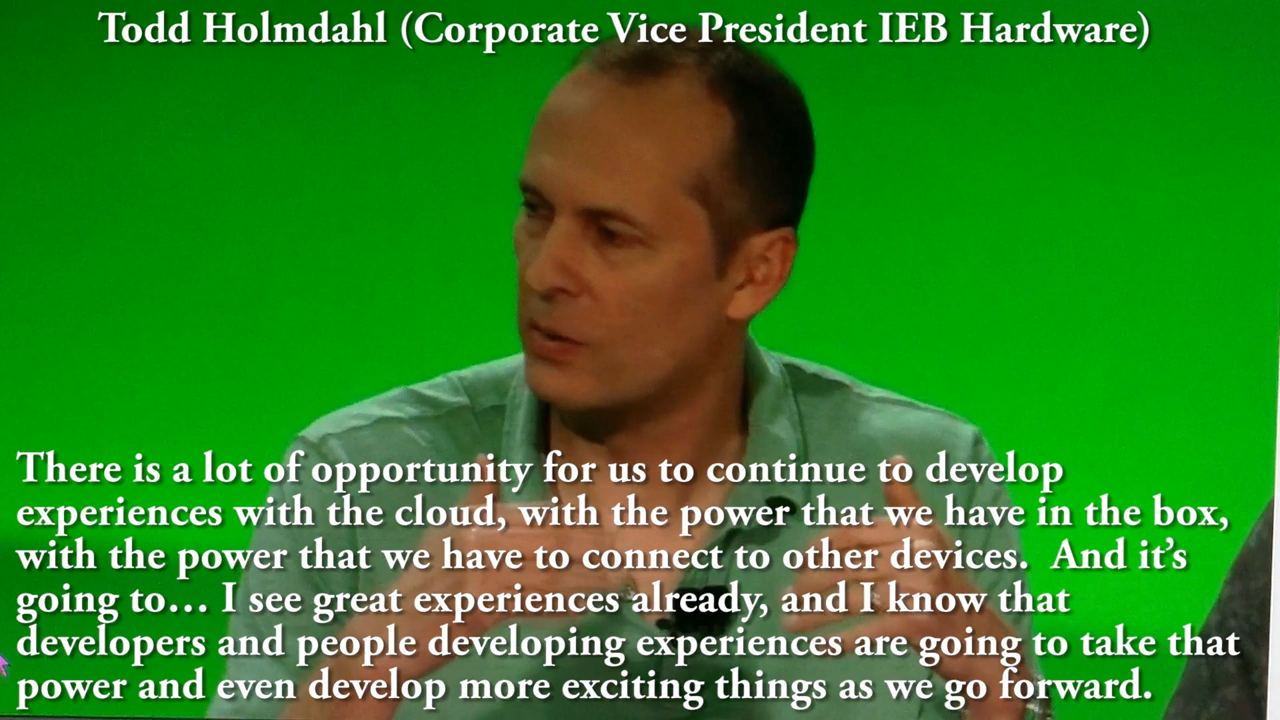 Todd Holmdahl (Corporate Vice President IEB Hardware)
There is a lot of opportunity for us to continue to develop
experiences with the cloud, with the power that we have in the box,
with the power that we have to connect to other devices.  And it’s
going to… I see great experiences already, and I know that
developers and people developing experiences are going to take that
power and even develop more exciting things as we go forward.